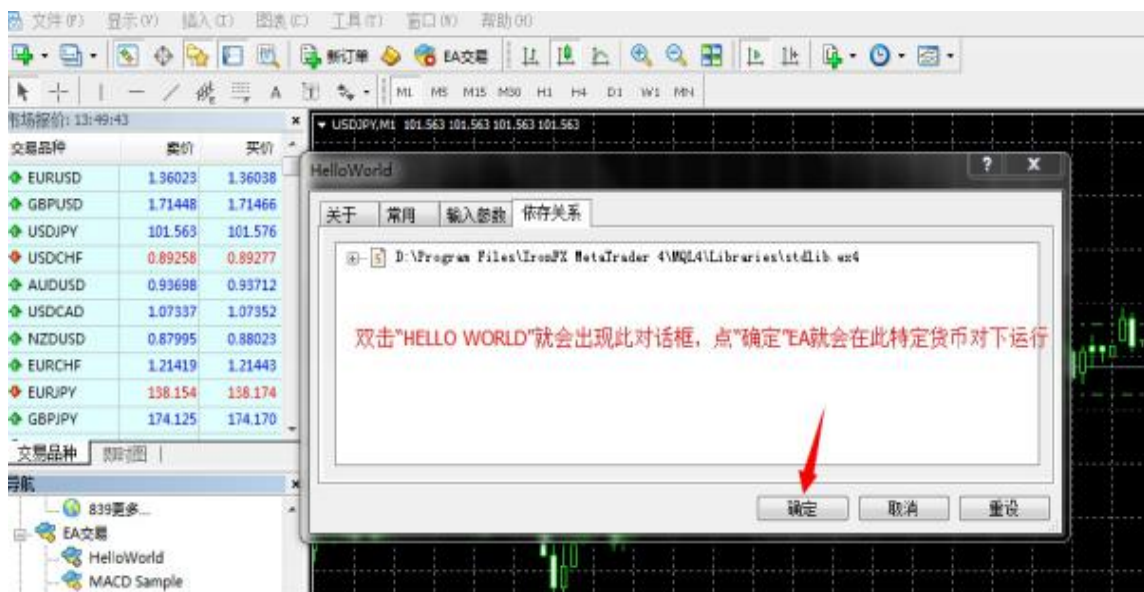 文件(F) 显示(V) 插入(I) 图表(C) 工具(T) 窗口(W) 帮助(H)
新订单 EA交易
A T M1 M5 M15 M30 H1 H4 D1 W1 MN
市场报价: 13:49:43
交易品种 卖价 买价
EURUSD 1.36023 1.36038
GBPUSD 1.71448 1.71466
USDJPY 101.563 101.576
USDCHF 0.89258 0.89277
AUDUSD 0.93698 0.93712
USDCAD 1.07337 1.07352
NZDUSD 0.87995 0.88023
EURCHF 1.21419 1.21443
EURJPY 138.154 138.174
GBPJPY 174.125 174.170
交易品种 即时图
导航
839更多...
EA交易
HelloWorld
MACD Sample
USDJPY,M1 101.563 101.563 101.563 101.563
HelloWorld
关于 常用 输入参数 依存关系
D:\Program Files\IronFX MetaTrader 4\MQL4\Libraries\stdlib.ex4
双击“HELLO WORLD”就会出现此对话框，点“确定”EA就会在此特定货币对下运行
确定 取消 重设